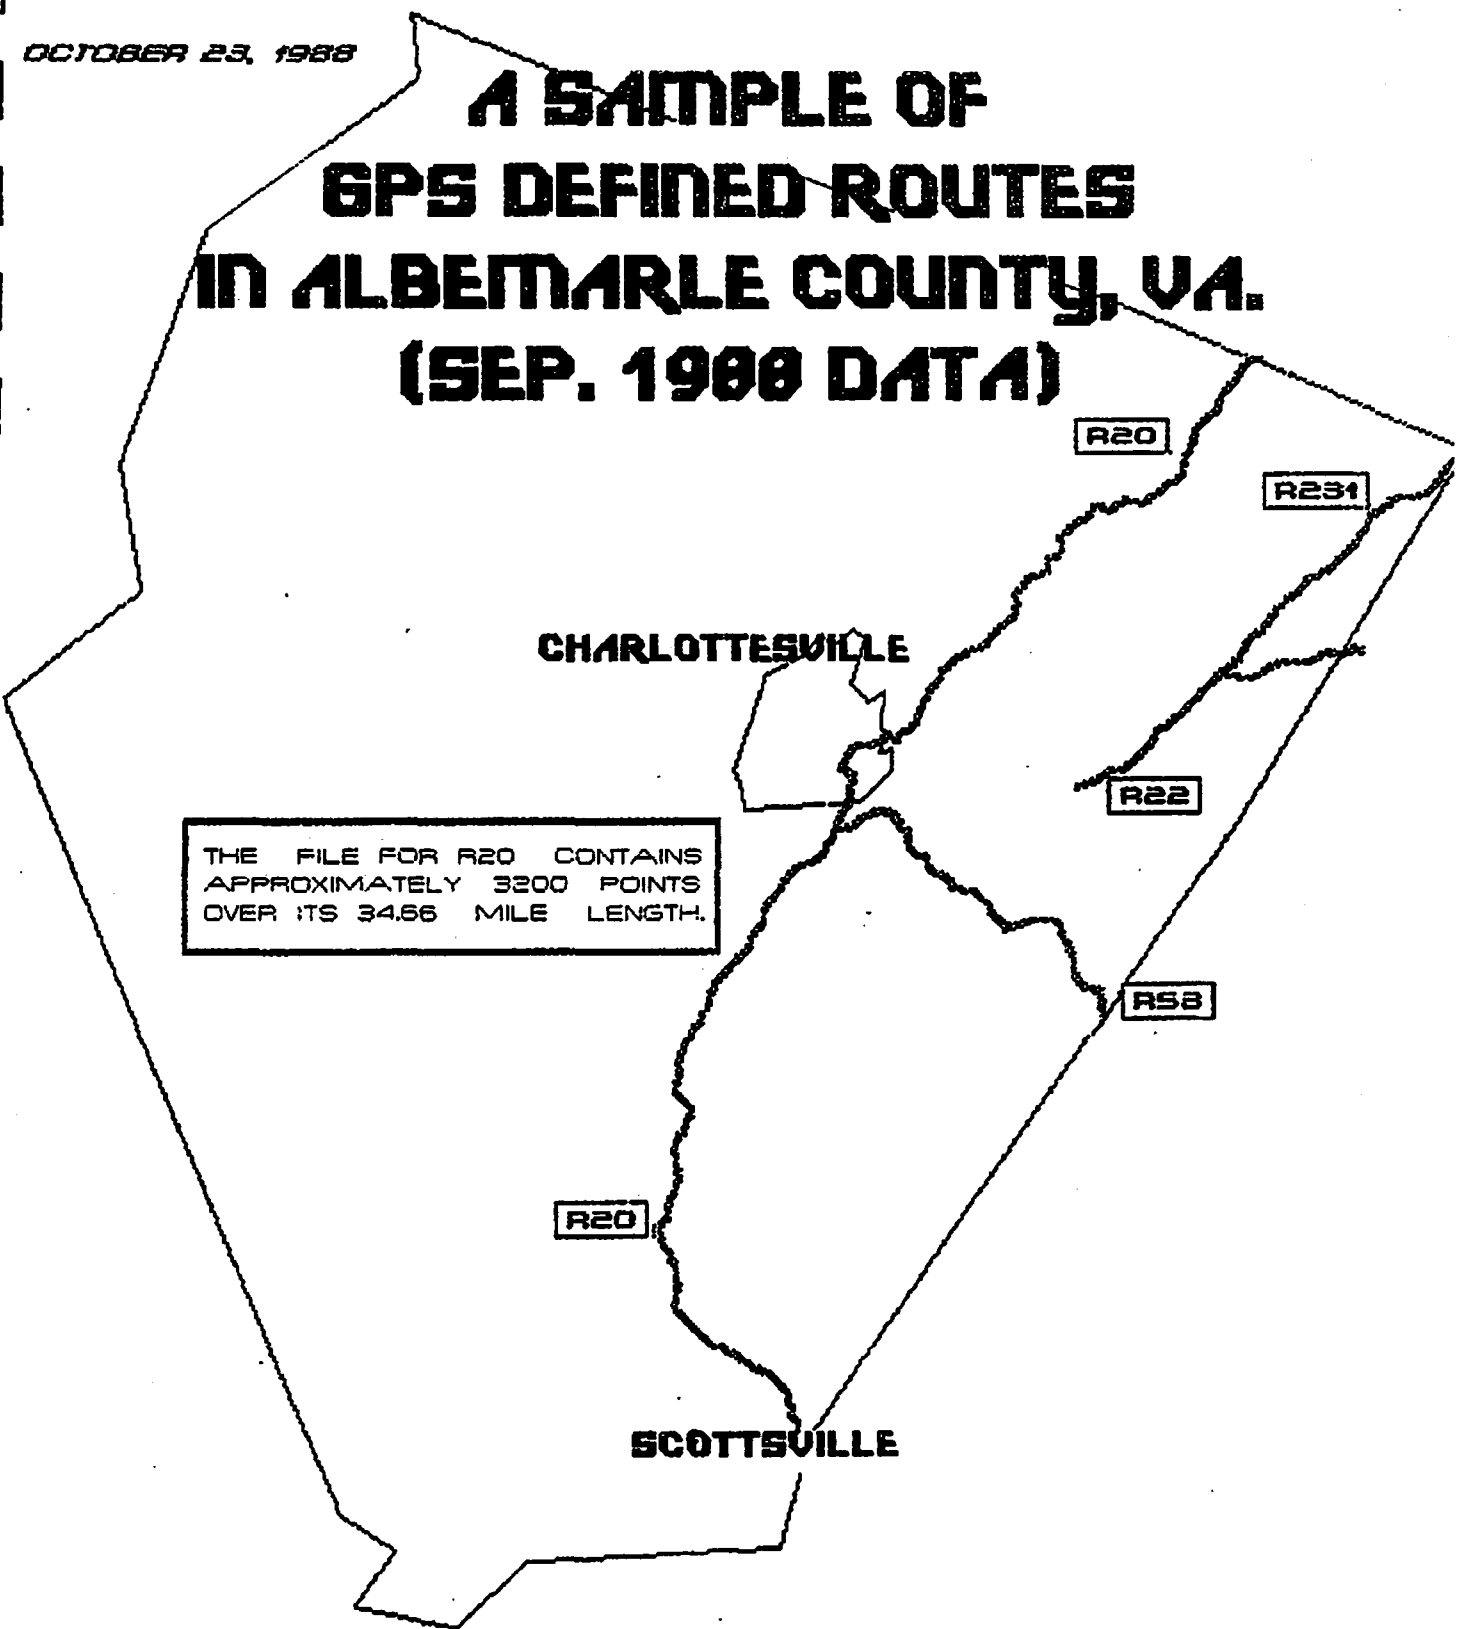 OCTOBER 23, 1988
A SAMPLE OF
GPS DEFINED ROUTES
IN ALBEMARLE COUNTY, VA.
(SEP. 1988 DATA)
R20
R231
CHARLOTTESVILLE
R22
THE FILE FOR R20 CONTAINS
APPROXIMATELY 3200 POINTS
OVER ITS 34.66 MILE LENGTH.
R53
R20
SCOTTSVILLE